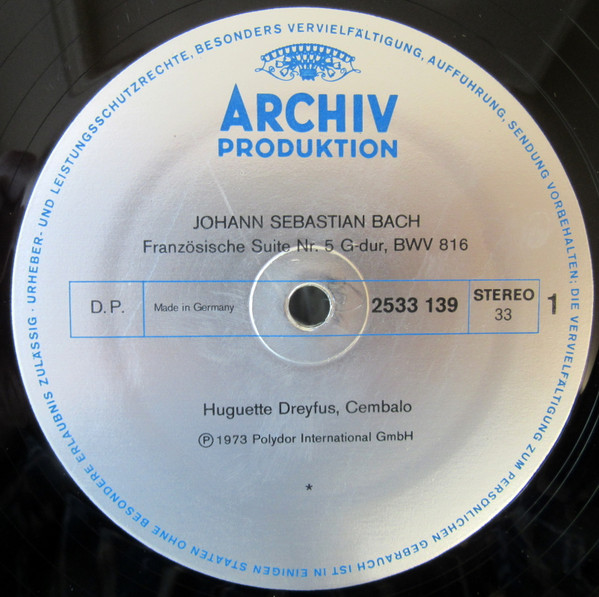 URHEBER- UND LEISTUNGSSCHUTZRECHTE, BESONDERS VERVIELFÄLTIGUNG, AUFFÜHRUNG, SENDUNG VORBEHALTEN; DIE VERVIELFÄLTIGUNG ZUM PERSÖNLICHEN GEBRAUCH IST IN EINIGEN STAATEN OHNE BESONDERE ERLAUBNIS ZULÄSSIG ·
ARCHIV
PRODUKTION
JOHANN SEBASTIAN BACH
Französische Suite Nr. 5 G-dur, BWV 816
D.P. Made in Germany 2533 139 STEREO 33 1
Huguette Dreyfus, Cembalo
Ⓟ 1973 Polydor International GmbH
*